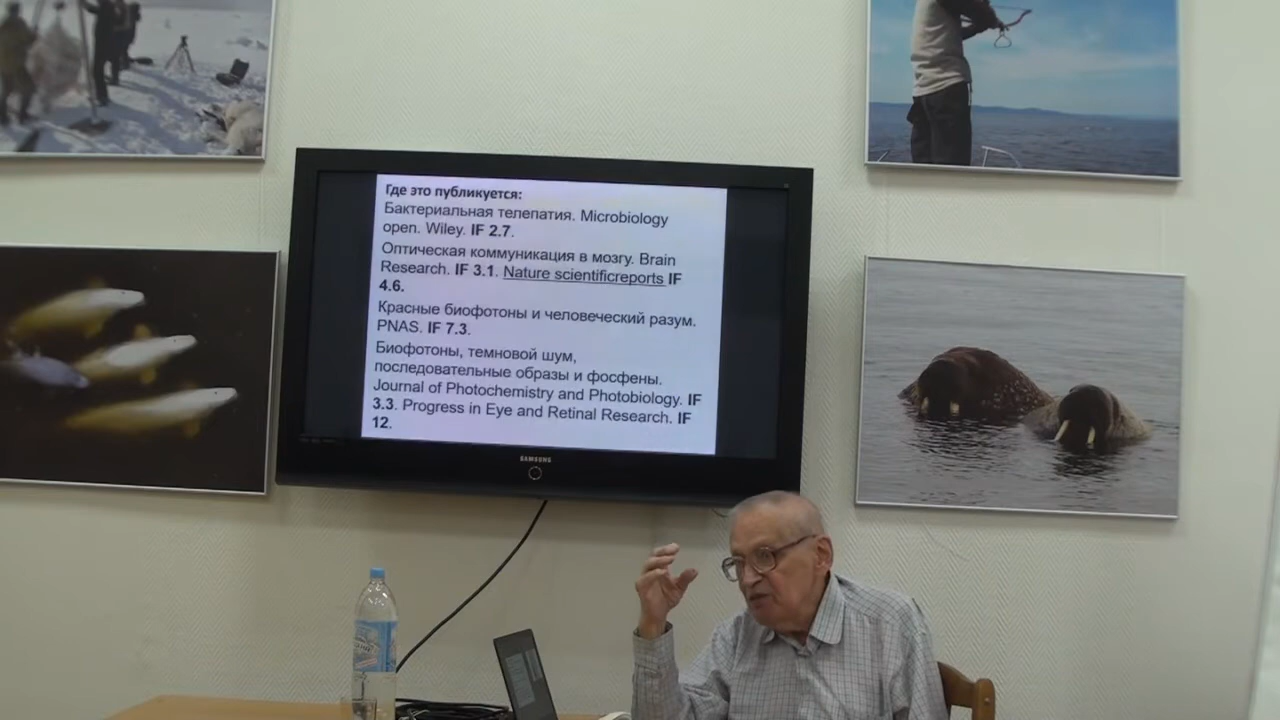 Где это публикуется:
Бактериальная телепатия. Microbiology
open. Wiley. IF 2.7.
Оптическая коммуникация в мозгу. Brain
Research. IF 3.1. Nature scientificreports IF
4.6.
Красные биофотоны и человеческий разум.
PNAS. IF 7.3.
Биофотоны, темновой шум,
последовательные образы и фосфены.
Journal of Photochemistry and Photobiology. IF
3.3. Progress in Eye and Retinal Research. IF
12.
SAMSUNG